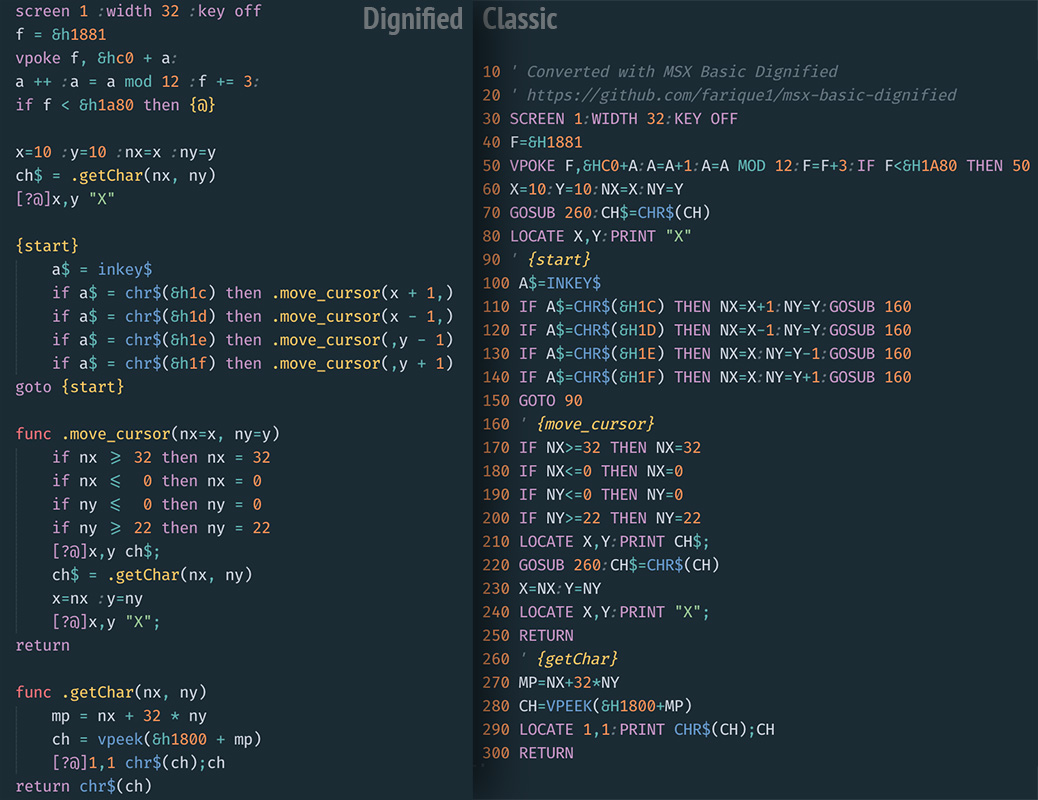 Dignified
screen 1 :width 32 :key off
f = &h1881
vpoke f, &hc0 + a:
a ++ :a = a mod 12 :f += 3:
if f < &h1a80 then {@}

x=10 :y=10 :nx=x :ny=y
ch$ = .getChar(nx, ny)
[?@]x,y "X"

{start}
    a$ = inkey$
    if a$ = chr$(&h1c) then .move_cursor(x + 1,)
    if a$ = chr$(&h1d) then .move_cursor(x - 1,)
    if a$ = chr$(&h1e) then .move_cursor(,y - 1)
    if a$ = chr$(&h1f) then .move_cursor(,y + 1)
goto {start}

func .move_cursor(nx=x, ny=y)
    if nx ⩾ 32 then nx = 32
    if nx ⩽  0 then nx = 0
    if ny ⩽  0 then ny = 0
    if ny ⩾ 22 then ny = 22
    [?@]x,y ch$;
    ch$ = .getChar(nx, ny)
    x=nx :y=ny
    [?@]x,y "X";
return

func .getChar(nx, ny)
    mp = nx + 32 * ny
    ch = vpeek(&h1800 + mp)
    [?@]1,1 chr$(ch);ch
return chr$(ch)

Classic
10 ' Converted with MSX Basic Dignified
20 ' https://github.com/farique1/msx-basic-dignified
30 SCREEN 1:WIDTH 32:KEY OFF
40 F=&H1881
50 VPOKE F,&HC0+A:A=A+1:A=A MOD 12:F=F+3:IF F<&H1A80 THEN 50
60 X=10:Y=10:NX=X:NY=Y
70 GOSUB 260:CH$=CHR$(CH)
80 LOCATE X,Y:PRINT "X"
90 ' {start}
100 A$=INKEY$
110 IF A$=CHR$(&H1C) THEN NX=X+1:NY=Y:GOSUB 160
120 IF A$=CHR$(&H1D) THEN NX=X-1:NY=Y:GOSUB 160
130 IF A$=CHR$(&H1E) THEN NX=X:NY=Y-1:GOSUB 160
140 IF A$=CHR$(&H1F) THEN NX=X:NY=Y+1:GOSUB 160
150 GOTO 90
160 ' {move_cursor}
170 IF NX>=32 THEN NX=32
180 IF NX<=0 THEN NX=0
190 IF NY<=0 THEN NY=0
200 IF NY>=22 THEN NY=22
210 LOCATE X,Y:PRINT CH$;
220 GOSUB 260:CH$=CHR$(CH)
230 X=NX:Y=NY
240 LOCATE X,Y:PRINT "X";
250 RETURN
260 ' {getChar}
270 MP=NX+32*NY
280 CH=VPEEK(&H1800+MP)
290 LOCATE 1,1:PRINT CHR$(CH);CH
300 RETURN